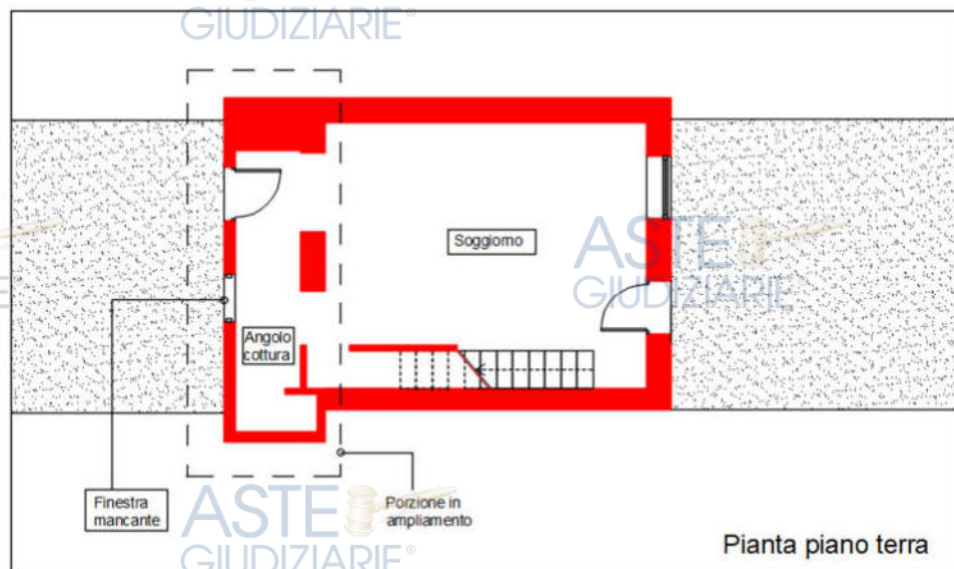 GIUDIZIARIE®
Soggiorno
ASTE
GIUDIZIARIE®
Angolo
cottura
Finestra
mancante
Porzione in
ampliamento
ASTE
GIUDIZIARIE®
Pianta piano terra